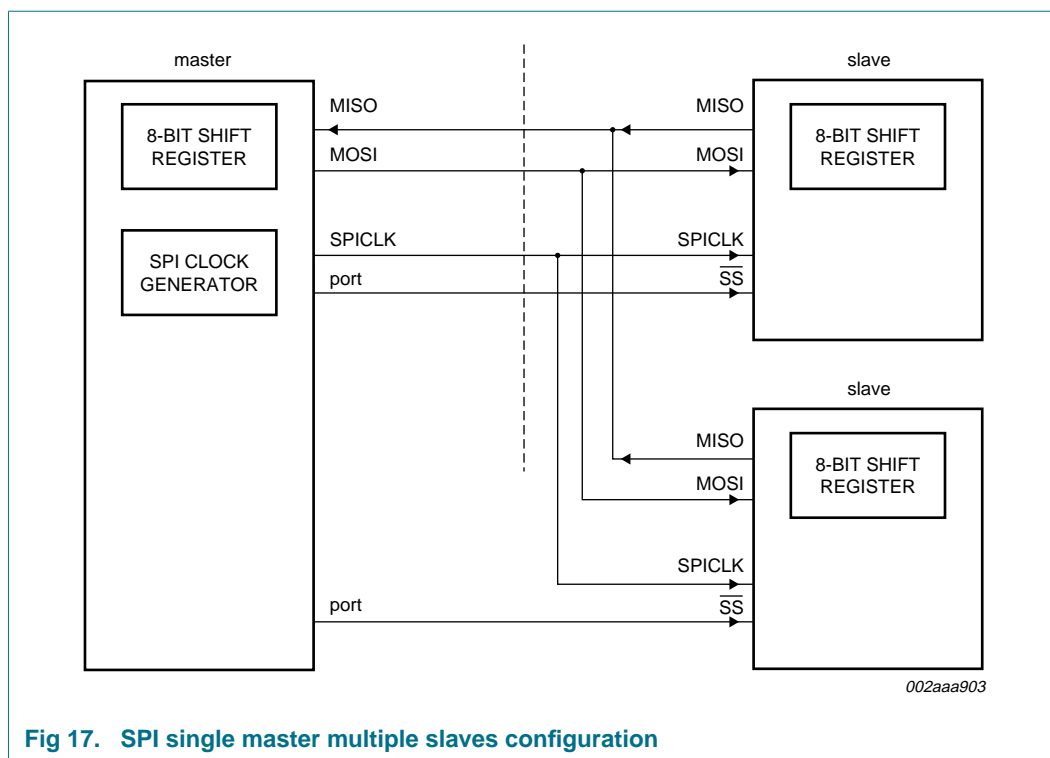 master
slave
MISO
MISO
8-BIT SHIFT
REGISTER
8-BIT SHIFT
REGISTER
MOSI
MOSI
SPICLK
SPICLK
SPI CLOCK
GENERATOR
port
S̅S̅
slave
MISO
8-BIT SHIFT
REGISTER
MOSI
SPICLK
port
S̅S̅
002aaa903
Fig 17. SPI single master multiple slaves configuration